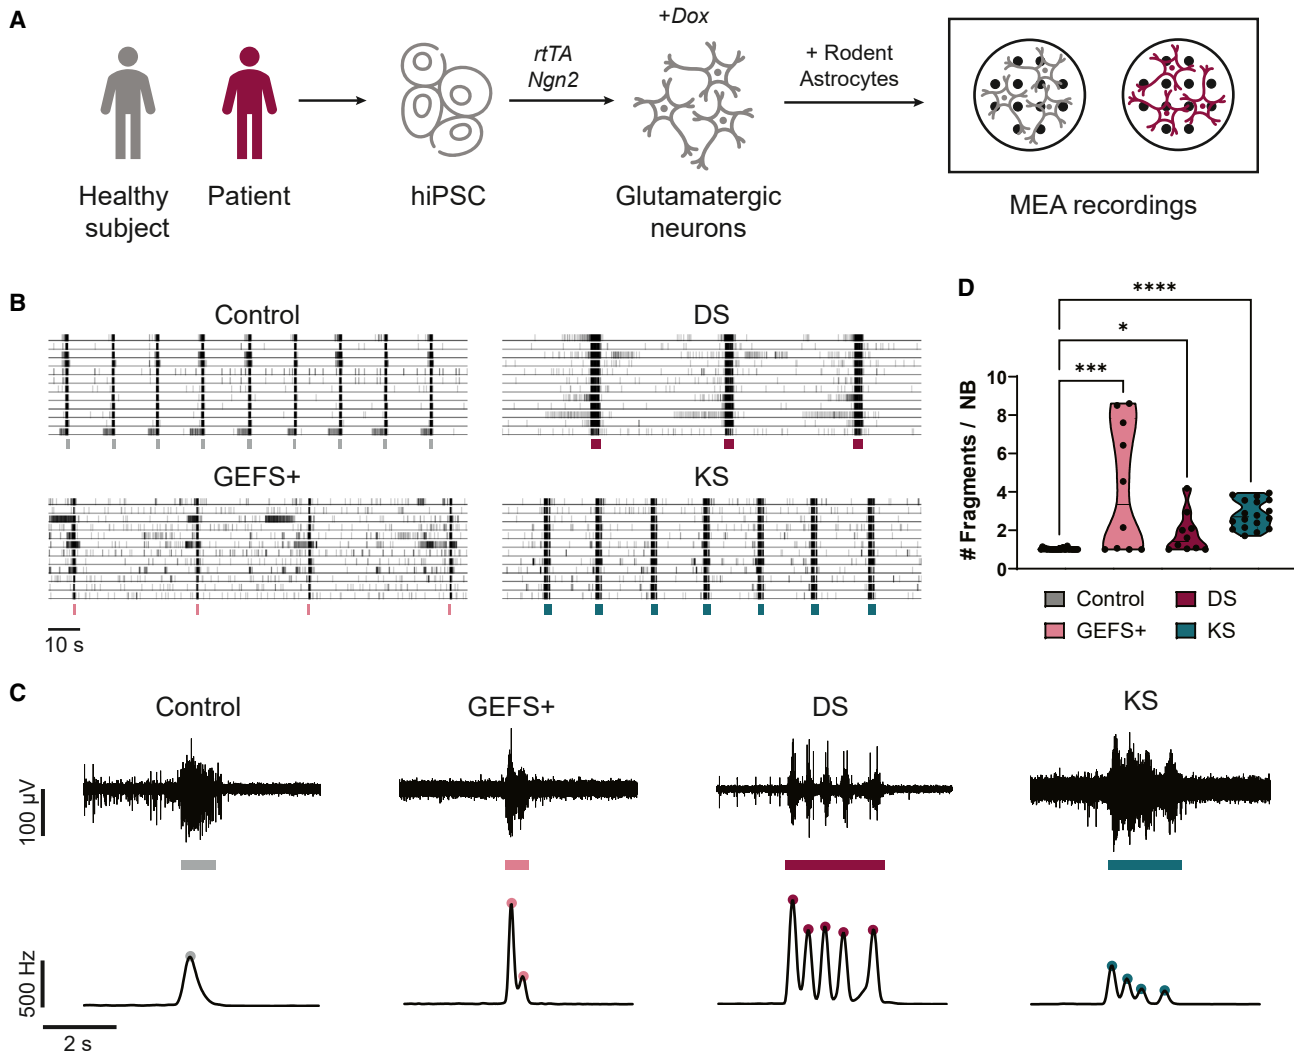 A
Healthy
subject
Patient
hiPSC
rtTA
Ngn2
+Dox
Glutamatergic
neurons
+ Rodent
Astrocytes
MEA recordings
B
Control
DS
GEFS+
KS
10 s
D
****
*
***
# Fragments / NB
10
8
6
4
2
0
Control
DS
GEFS+
KS
C
Control
GEFS+
DS
KS
100 µV
500 Hz
2 s